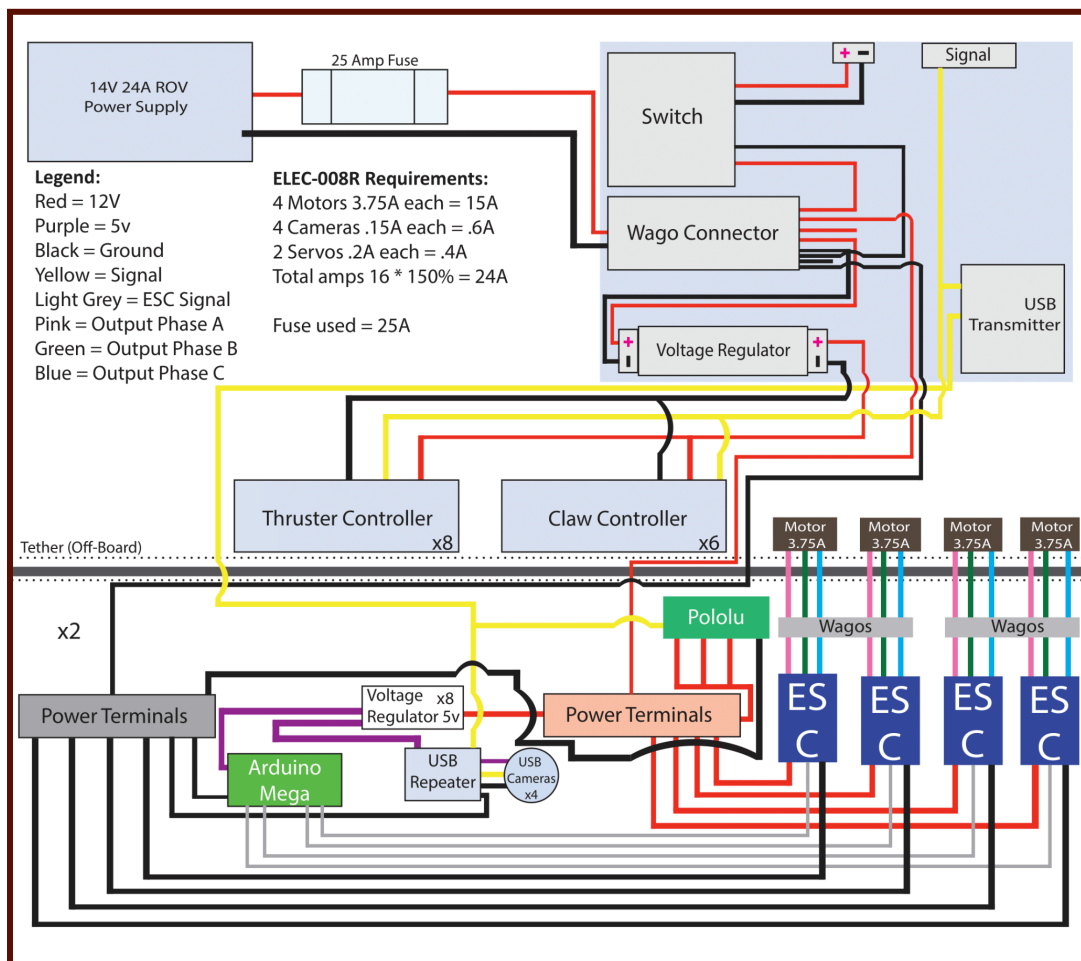 14V 24A ROV
Power Supply
25 Amp Fuse
+ -
Signal
Switch
Wago Connector
USB
Transmitter
+
-
Voltage Regulator
+
-
Legend:
Red = 12V
Purple = 5v
Black = Ground
Yellow = Signal
Light Grey = ESC Signal
Pink = Output Phase A
Green = Output Phase B
Blue = Output Phase C
ELEC-008R Requirements:
4 Motors 3.75A each = 15A
4 Cameras .15A each = .6A
2 Servos .2A each = .4A
Total amps 16 * 150% = 24A
Fuse used = 25A
Thruster Controller
x8
Claw Controller
x6
Tether (Off-Board)
Motor
3.75A
Motor
3.75A
Motor
3.75A
Motor
3.75A
x2
Pololu
Wagos
Wagos
Power Terminals
Voltage x8
Regulator 5v
Power Terminals
ES
C
ES
C
ES
C
ES
C
Arduino
Mega
USB
Repeater
USB
Cameras
x4